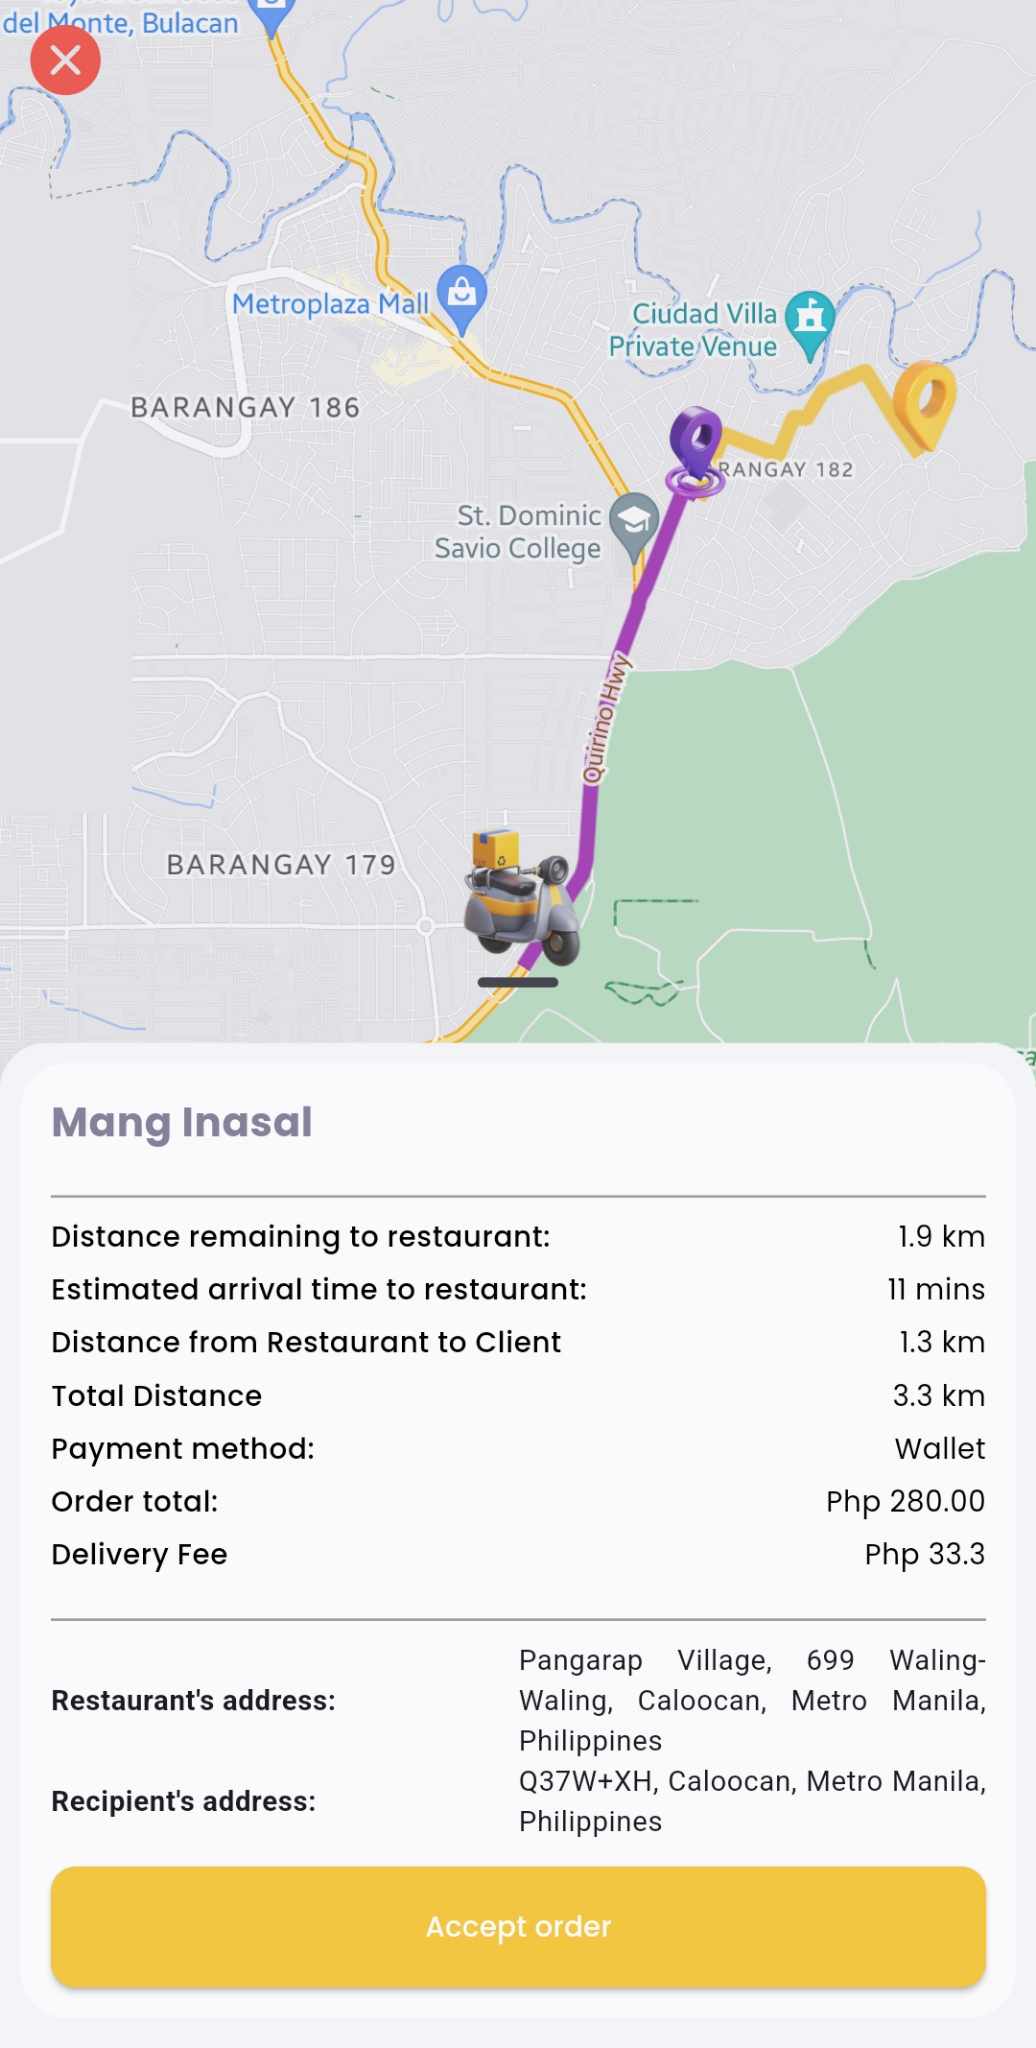 del Monte, Bulacan
Metroplaza Mall
Ciudad Villa
Private Venue
BARANGAY 186
RANGAY 182
St. Dominic
Savio College
Quirino Hwy
BARANGAY 179
Mang Inasal
Distance remaining to restaurant: 1.9 km
Estimated arrival time to restaurant: 11 mins
Distance from Restaurant to Client 1.3 km
Total Distance 3.3 km
Payment method: Wallet
Order total: Php 280.00
Delivery Fee Php 33.3
Restaurant's address: Pangarap Village, 699 Waling-
Waling, Caloocan, Metro Manila,
Philippines
Recipient's address: Q37W+XH, Caloocan, Metro Manila,
Philippines
Accept order